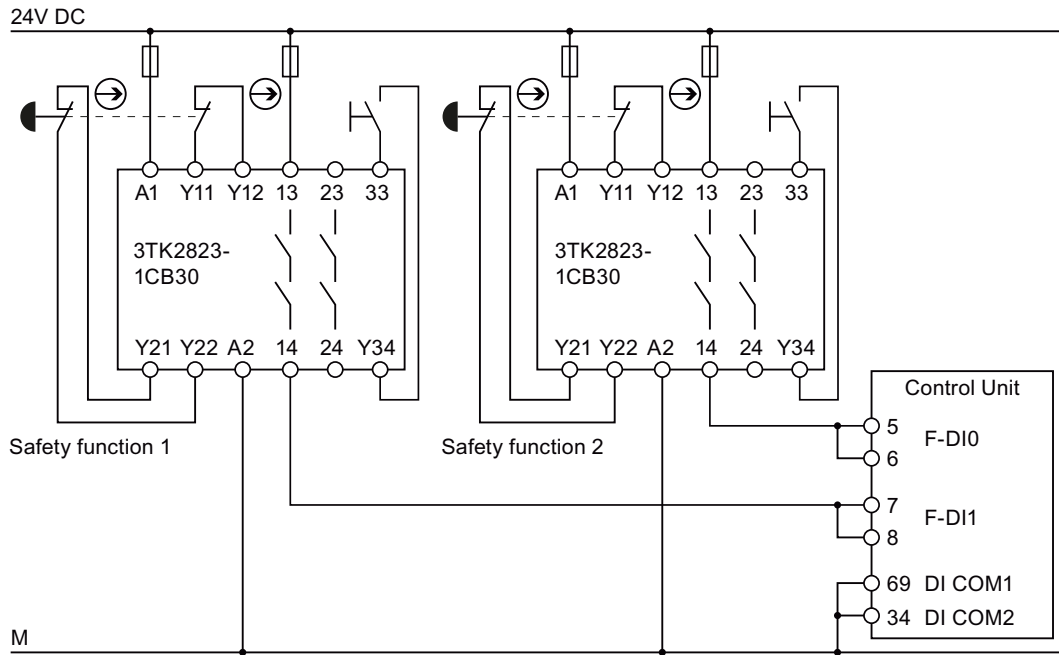 24V DC
A1 Y11 Y12 13 23 33
3TK2823-
1CB30
Y21 Y22 A2 14 24 Y34
Safety function 1
A1 Y11 Y12 13 23 33
3TK2823-
1CB30
Y21 Y22 A2 14 24 Y34
Safety function 2
Control Unit
5
F-DI0
6
7
F-DI1
8
69 DI COM1
34 DI COM2
M